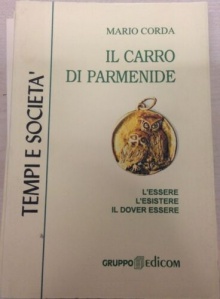 MARIO CORDA
IL CARRO
DI PARMENIDE
TEMPI E SOCIETA'
L'ESSERE
L'ESISTERE
IL DOVER ESSERE
GRUPPO EDICOM